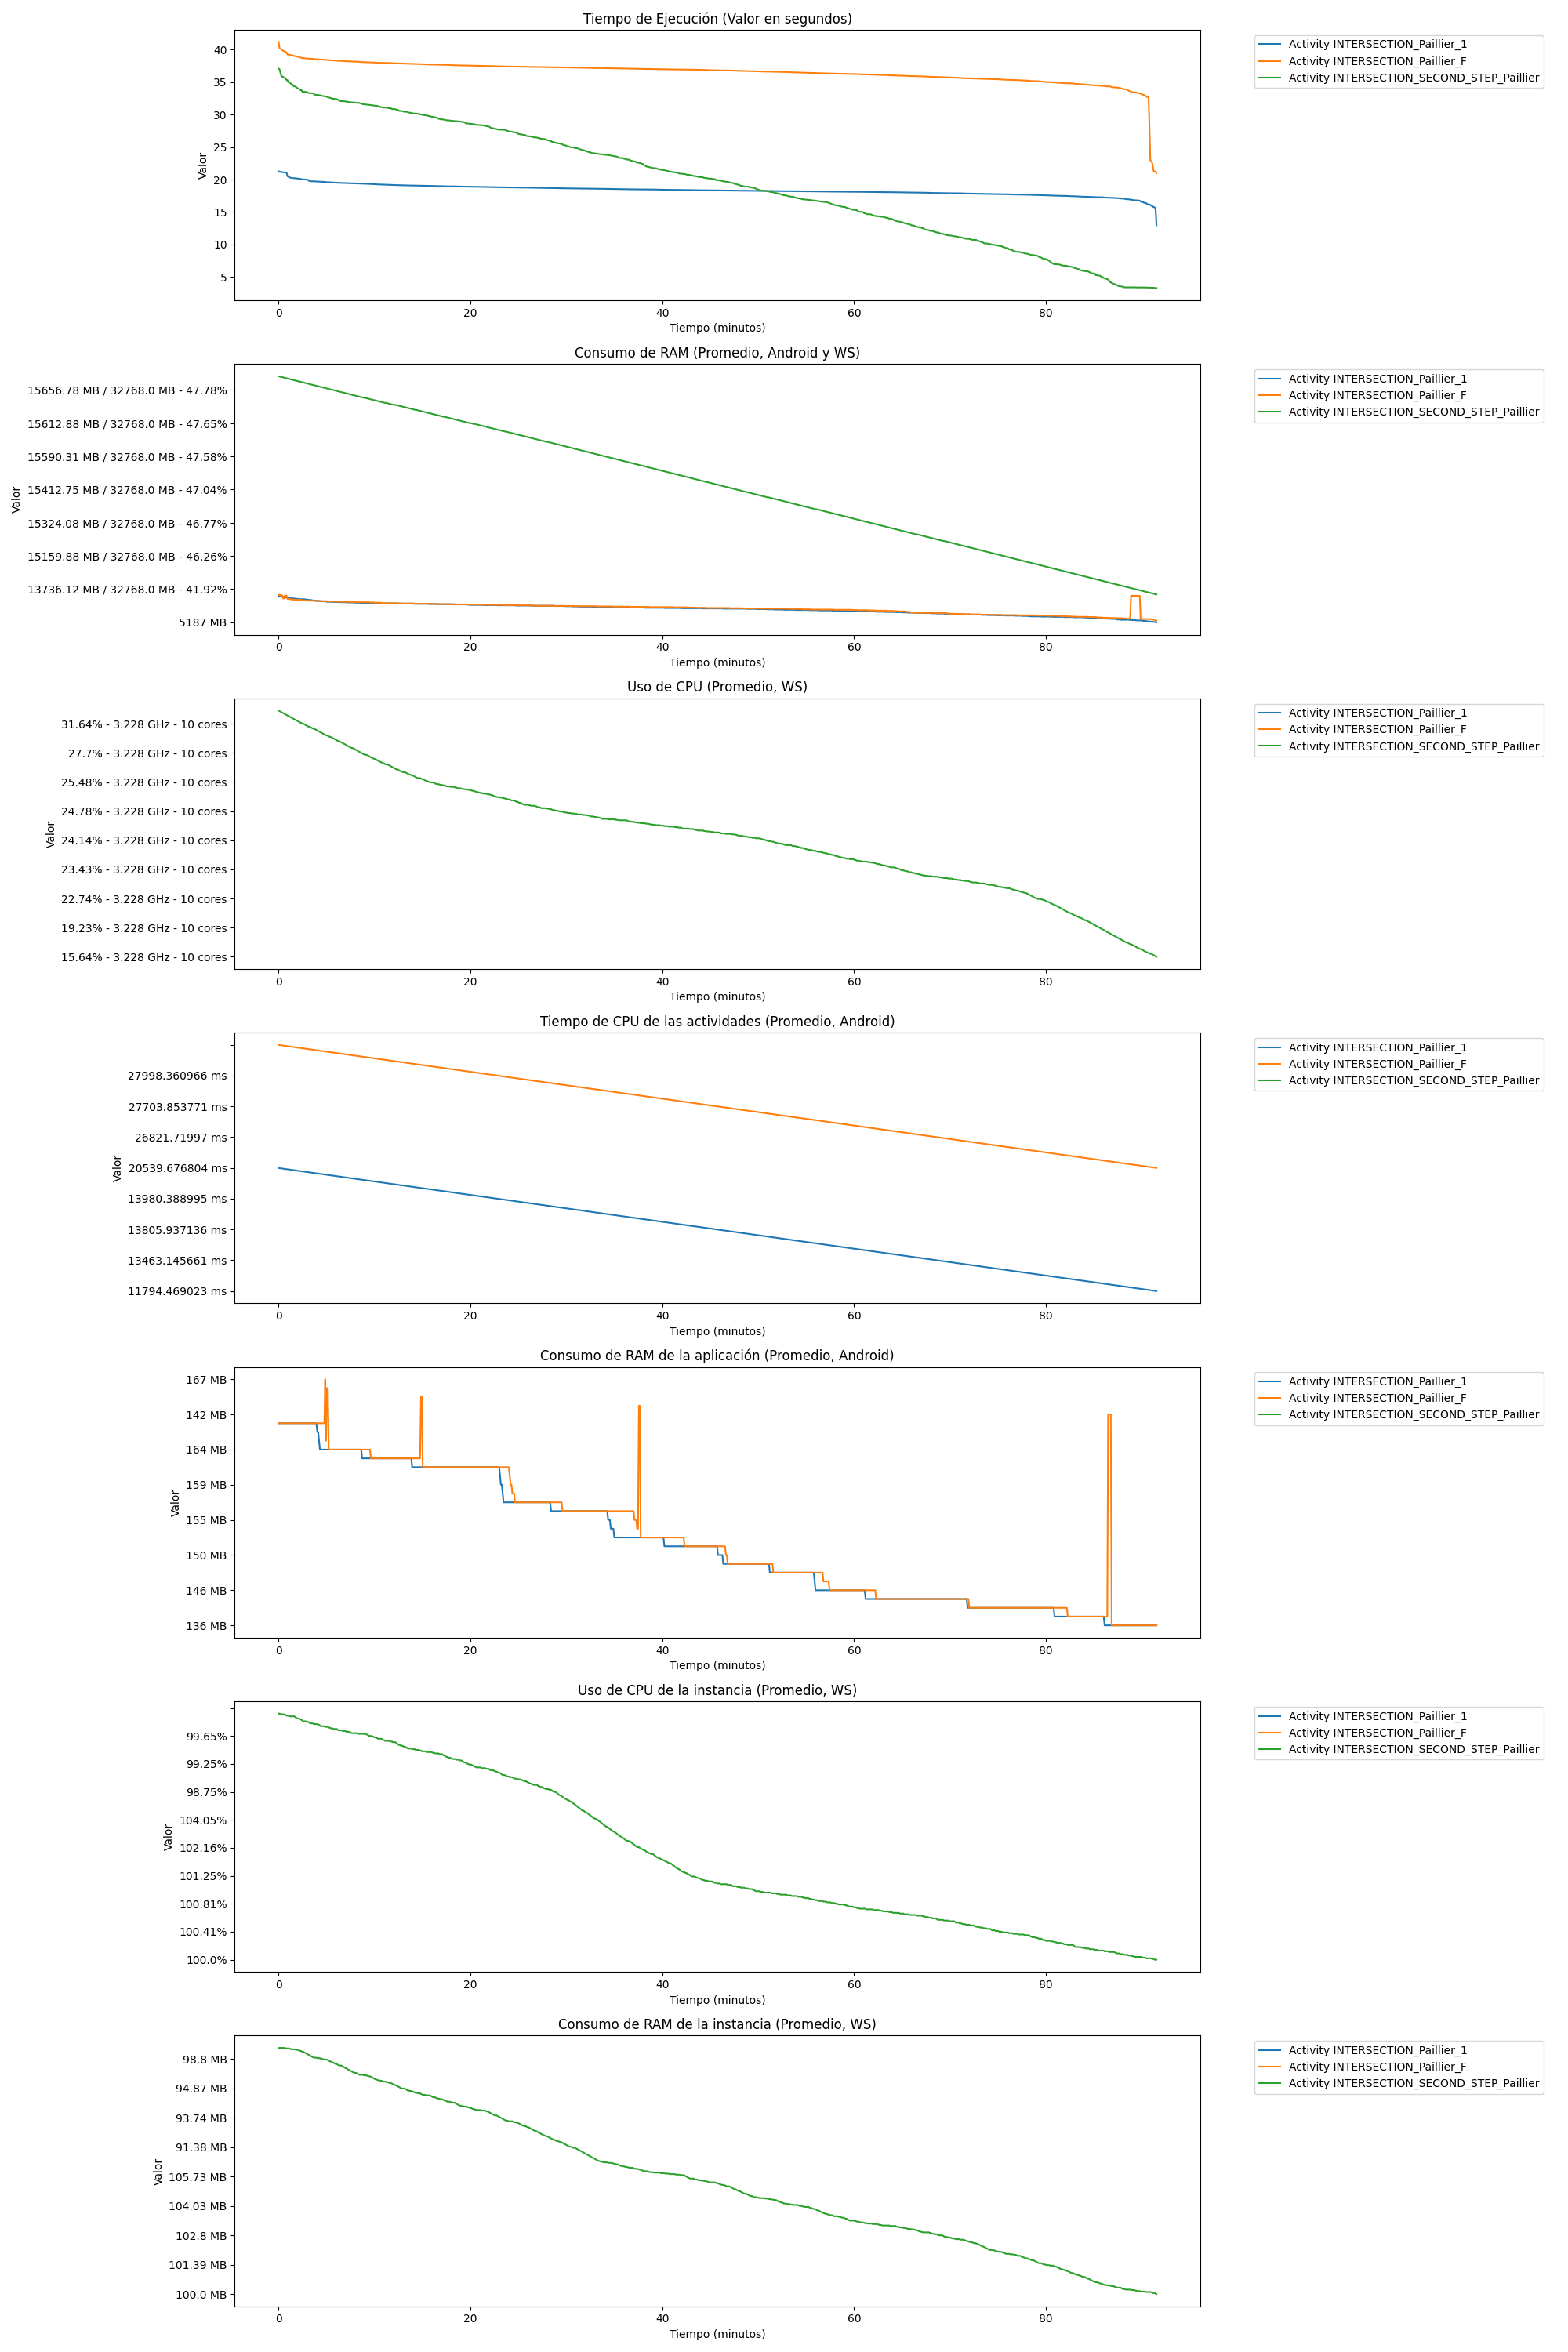 Tiempo de Ejecución (Valor en segundos)
40
35
30
25
20
15
10
5
Valor
0 20 40 60 80
Tiempo (minutos)
Activity INTERSECTION_Paillier_1
Activity INTERSECTION_Paillier_F
Activity INTERSECTION_SECOND_STEP_Paillier
Consumo de RAM (Promedio, Android y WS)
15656.78 MB / 32768.0 MB - 47.78%
15612.88 MB / 32768.0 MB - 47.65%
15590.31 MB / 32768.0 MB - 47.58%
15412.75 MB / 32768.0 MB - 47.04%
15324.08 MB / 32768.0 MB - 46.77%
15159.88 MB / 32768.0 MB - 46.26%
13736.12 MB / 32768.0 MB - 41.92%
5187 MB
Valor
0 20 40 60 80
Tiempo (minutos)
Activity INTERSECTION_Paillier_1
Activity INTERSECTION_Paillier_F
Activity INTERSECTION_SECOND_STEP_Paillier
Uso de CPU (Promedio, WS)
31.64% - 3.228 GHz - 10 cores
27.7% - 3.228 GHz - 10 cores
25.48% - 3.228 GHz - 10 cores
24.78% - 3.228 GHz - 10 cores
24.14% - 3.228 GHz - 10 cores
23.43% - 3.228 GHz - 10 cores
22.74% - 3.228 GHz - 10 cores
19.23% - 3.228 GHz - 10 cores
15.64% - 3.228 GHz - 10 cores
Valor
0 20 40 60 80
Tiempo (minutos)
Activity INTERSECTION_Paillier_1
Activity INTERSECTION_Paillier_F
Activity INTERSECTION_SECOND_STEP_Paillier
Tiempo de CPU de las actividades (Promedio, Android)
27998.360966 ms
27703.853771 ms
26821.71997 ms
20539.676804 ms
13980.388995 ms
13805.937136 ms
13463.145661 ms
11794.469023 ms
Valor
0 20 40 60 80
Tiempo (minutos)
Activity INTERSECTION_Paillier_1
Activity INTERSECTION_Paillier_F
Activity INTERSECTION_SECOND_STEP_Paillier
Consumo de RAM de la aplicación (Promedio, Android)
167 MB
142 MB
164 MB
159 MB
155 MB
150 MB
146 MB
136 MB
Valor
0 20 40 60 80
Tiempo (minutos)
Activity INTERSECTION_Paillier_1
Activity INTERSECTION_Paillier_F
Activity INTERSECTION_SECOND_STEP_Paillier
Uso de CPU de la instancia (Promedio, WS)
99.65%
99.25%
98.75%
104.05%
102.16%
101.25%
100.81%
100.41%
100.0%
Valor
0 20 40 60 80
Tiempo (minutos)
Activity INTERSECTION_Paillier_1
Activity INTERSECTION_Paillier_F
Activity INTERSECTION_SECOND_STEP_Paillier
Consumo de RAM de la instancia (Promedio, WS)
98.8 MB
94.87 MB
93.74 MB
91.38 MB
105.73 MB
104.03 MB
102.8 MB
101.39 MB
100.0 MB
Valor
0 20 40 60 80
Tiempo (minutos)
Activity INTERSECTION_Paillier_1
Activity INTERSECTION_Paillier_F
Activity INTERSECTION_SECOND_STEP_Paillier